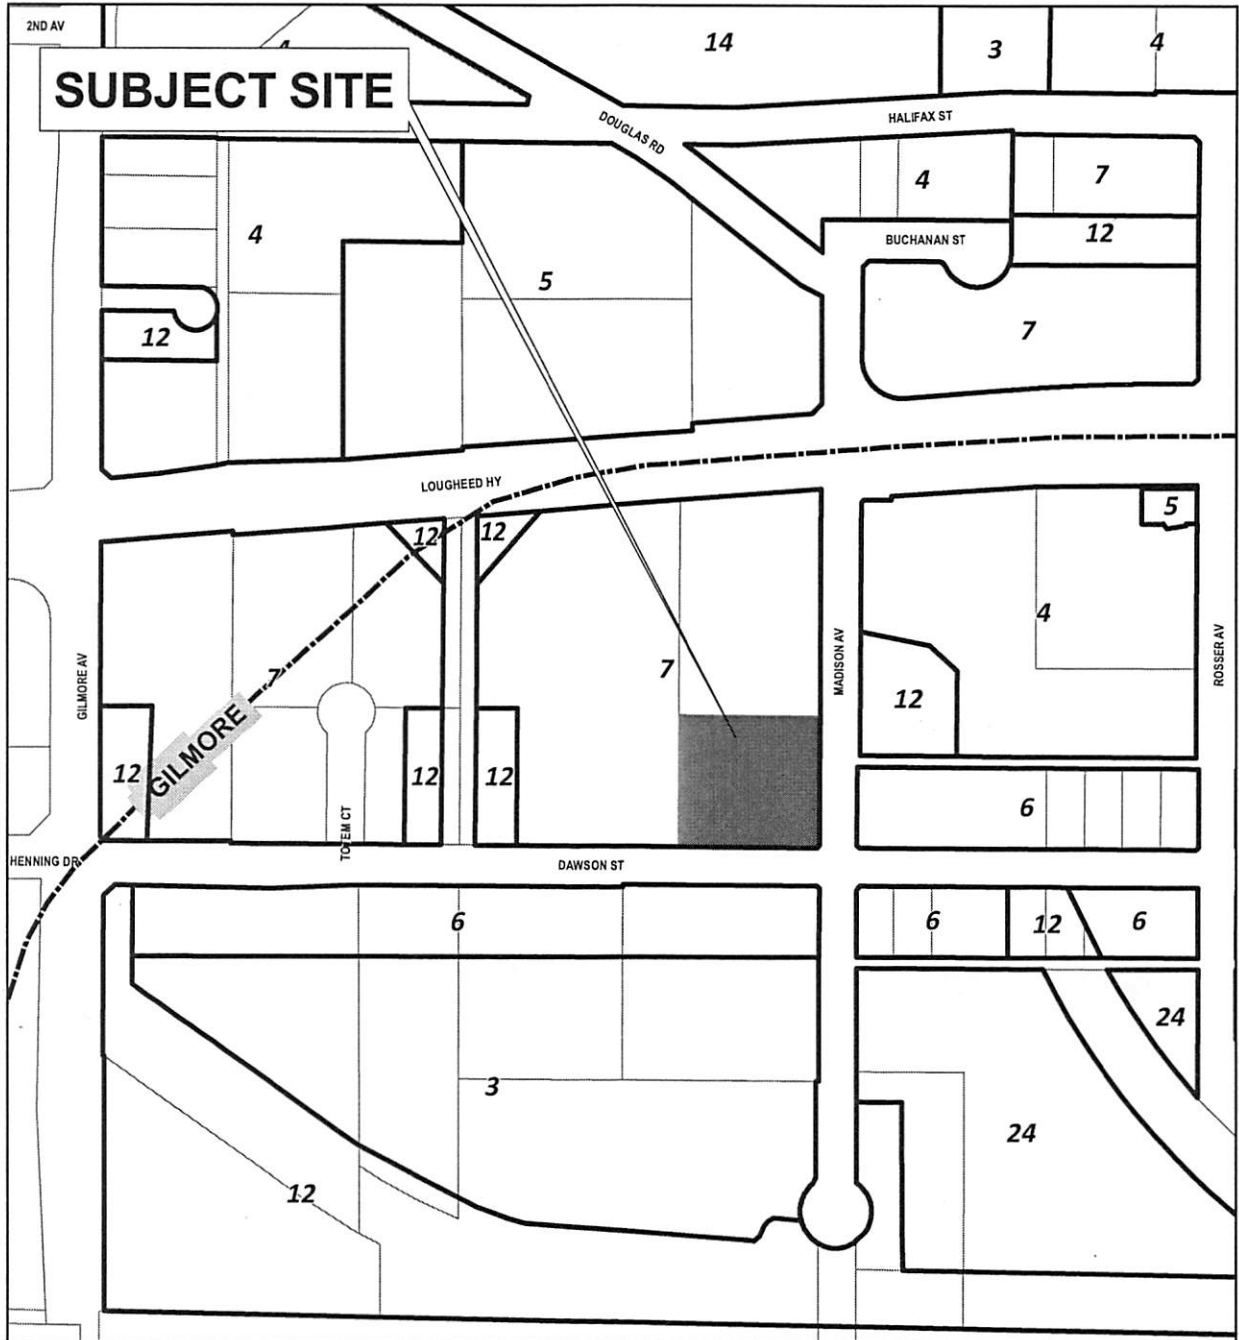 2ND AV
14
3
4
4
SUBJECT SITE
HALIFAX ST
DOUGLAS RD
4
7
4
12
BUCHANAN ST
5
7
12
LOUGHEED HY
5
12
12
4
GILMORE AV
7
7
MADISON AV
ROSSER AV
12
GILMORE
12
12
12
6
TOTEM CT
HENNING DR
DAWSON ST
6
6
12
6
24
3
24
12